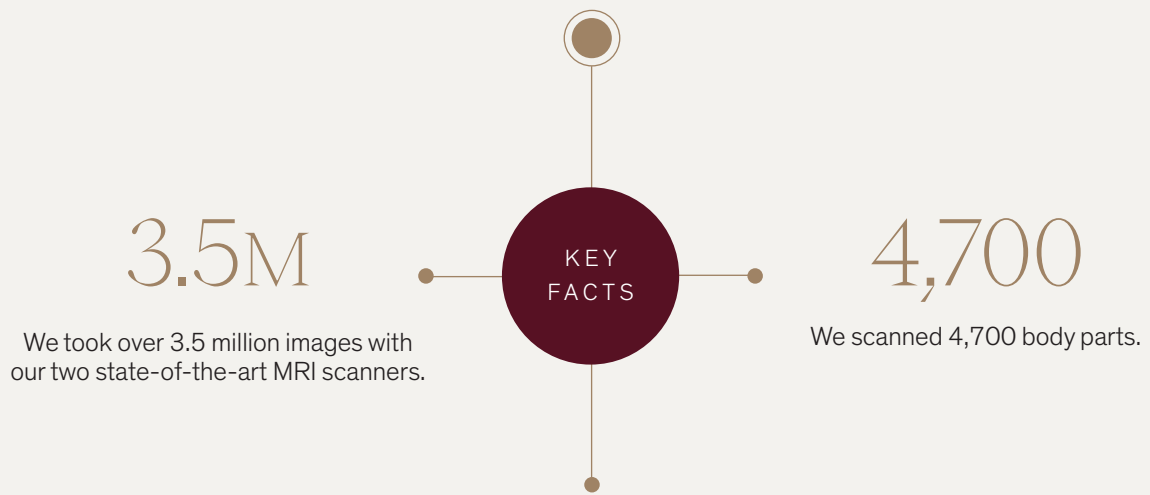 3.5M
We took over 3.5 million images with
our two state-of-the-art MRI scanners.
KEY
FACTS
4,700
We scanned 4,700 body parts.